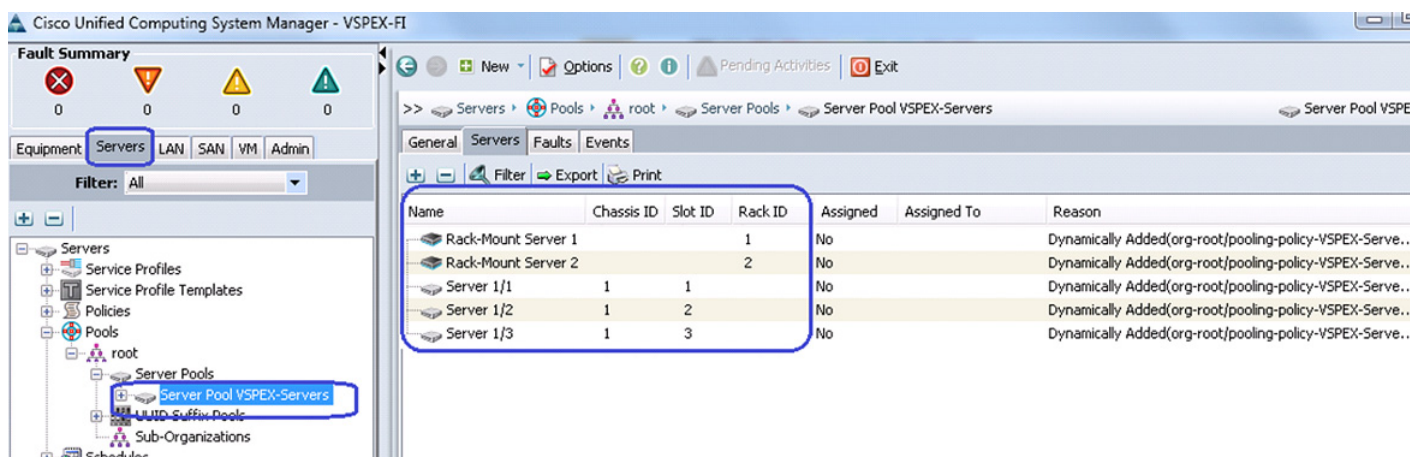 Cisco Unified Computing System Manager - VSPEX-FI
Fault Summary
0 0 0 0
Equipment Servers LAN SAN VM Admin
Filter: All
Servers
Service Profiles
Service Profile Templates
Policies
Pools
root
Server Pools
Server Pool VSPEX-Servers
UUID Suffix Pools
Sub-Organizations
Schedules
New Options Pending Activities Exit
>> Servers Pools root Server Pools Server Pool VSPEX-Servers Server Pool VSPE
General Servers Faults Events
Filter Export Print
Name Chassis ID Slot ID Rack ID Assigned Assigned To Reason
Rack-Mount Server 1 1 No Dynamically Added(org-root/pooling-policy-VSPEX-Serve..
Rack-Mount Server 2 2 No Dynamically Added(org-root/pooling-policy-VSPEX-Serve..
Server 1/1 1 1 No Dynamically Added(org-root/pooling-policy-VSPEX-Serve..
Server 1/2 1 2 No Dynamically Added(org-root/pooling-policy-VSPEX-Serve..
Server 1/3 1 3 No Dynamically Added(org-root/pooling-policy-VSPEX-Serve..